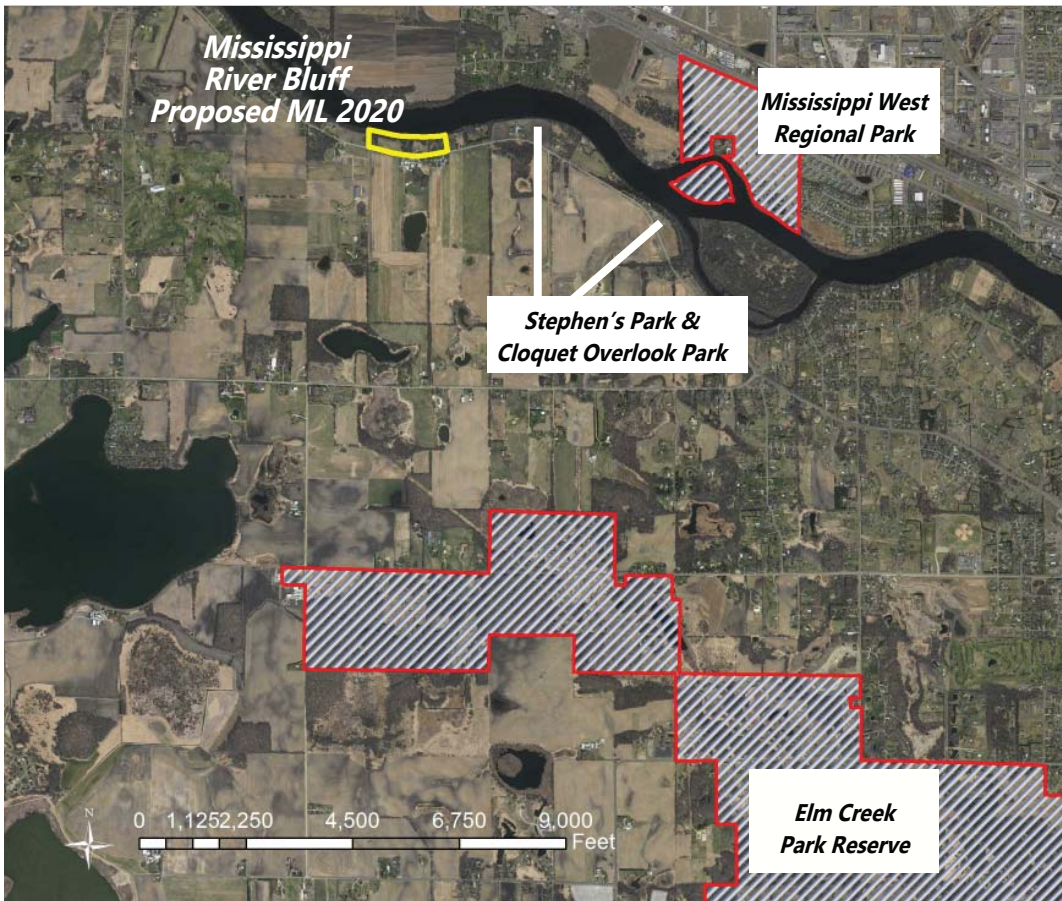 Mississippi
River Bluff
Proposed ML 2020
Mississippi West
Regional Park
Stephen's Park &
Cloquet Overlook Park
Elm Creek
Park Reserve
N
0 1,125 2,250 4,500 6,750 9,000
Feet